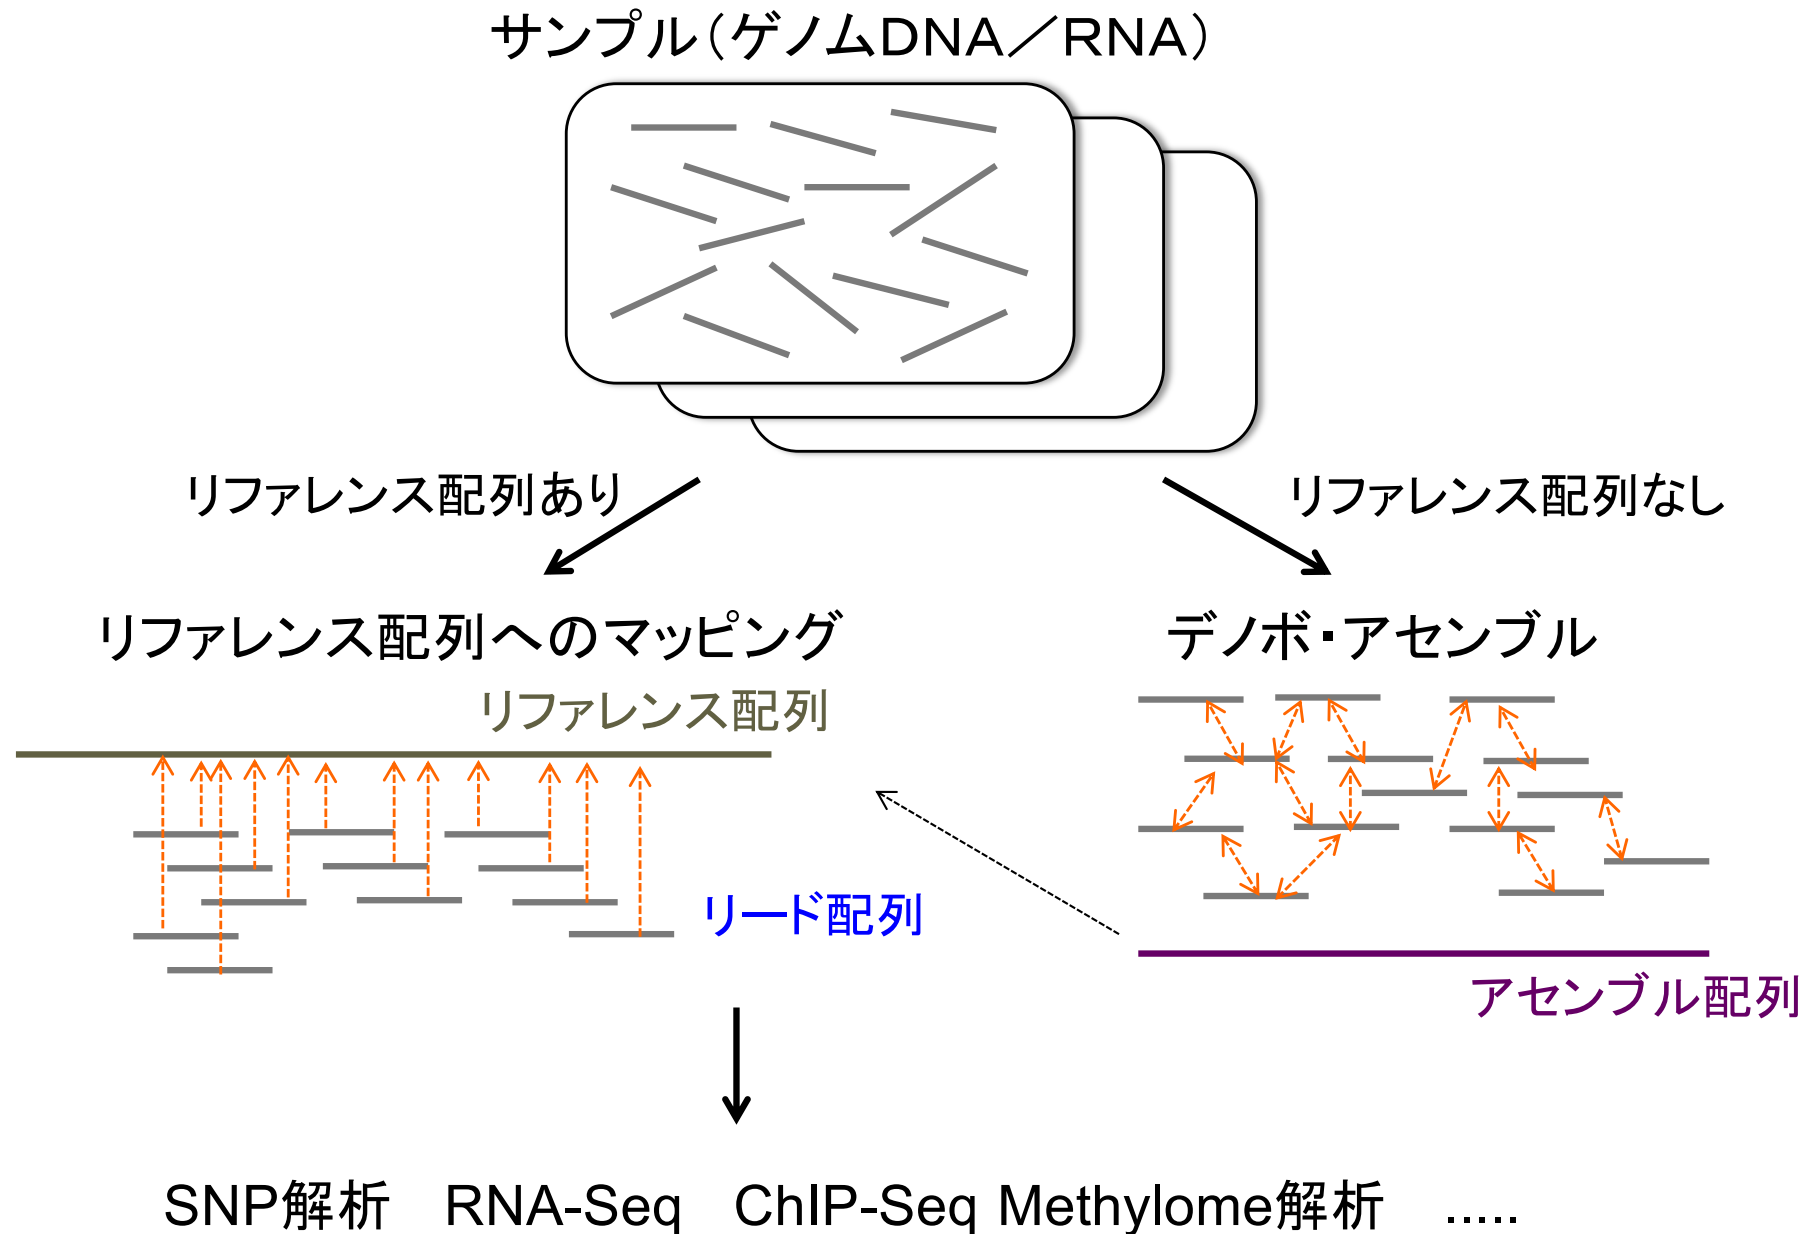 サンプル（ゲノムDNA／RNA）
リファレンス配列あり
リファレンス配列なし
リファレンス配列へのマッピング
デノボ・アセンブル
リファレンス配列
リード配列
アセンブル配列
SNP解析 RNA-Seq ChIP-Seq Methylome解析 .....